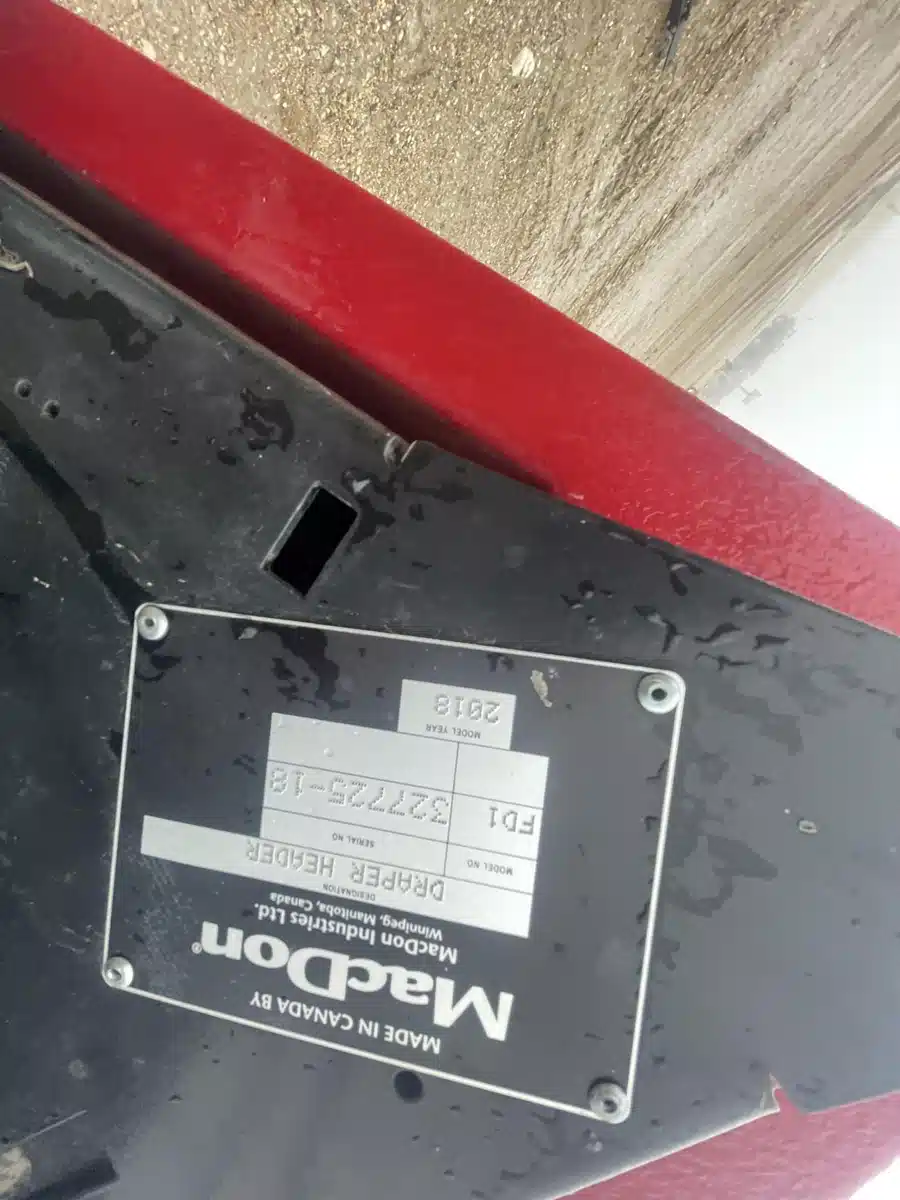 MADE IN CANADA BY
MacDon®
MacDon Industries Ltd.
Winnipeg, Manitoba, Canada
DESIGNATION
DRAPER HEADER
MODEL NO
SERIAL NO
FD1
327725-18
MODEL YEAR
2018